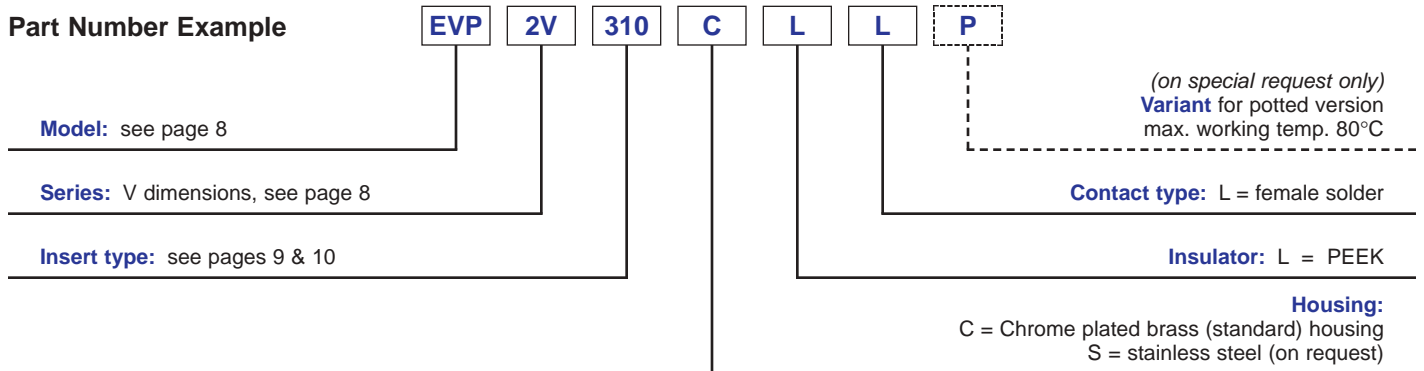 Part Number Example
EVP 2V 310 C L L P
(on special request only)
Variant for potted version
max. working temp. 80°C
Model: see page 8
Series: V dimensions, see page 8
Contact type: L = female solder
Insert type: see pages 9 & 10
Insulator: L = PEEK
Housing:
C = Chrome plated brass (standard) housing
S = stainless steel (on request)